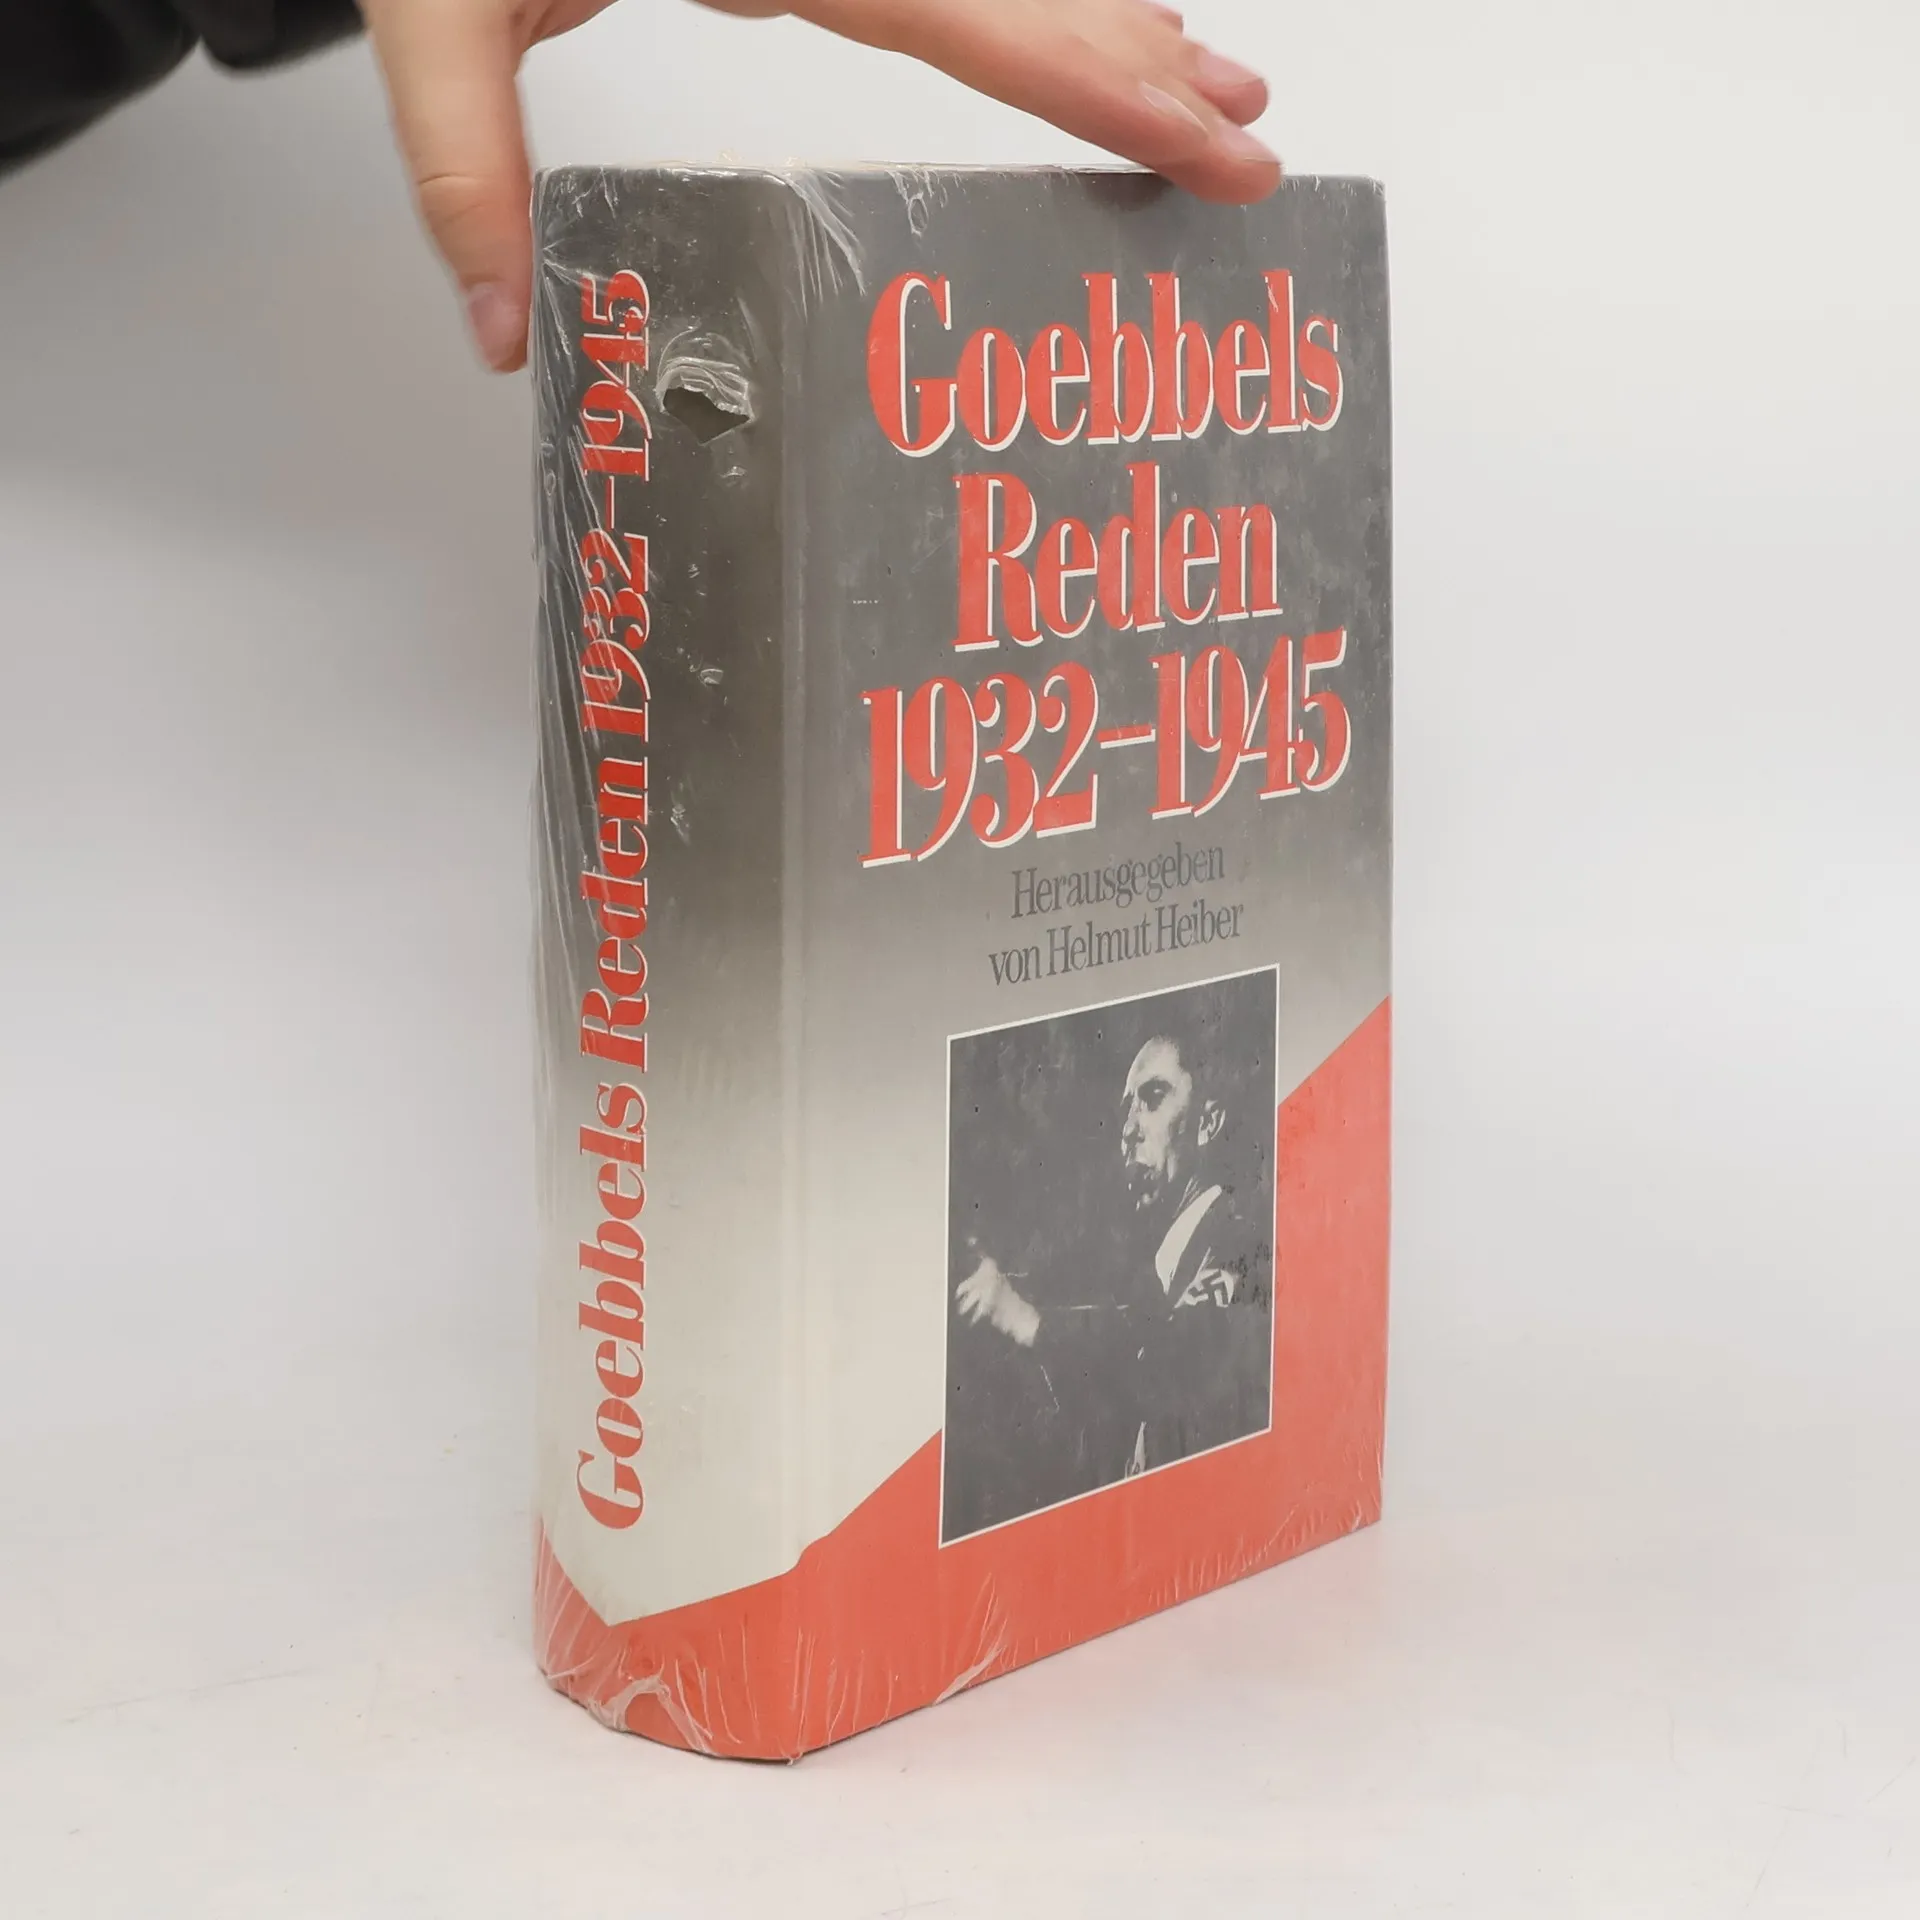 Goebbels Reden 1932–1945
Goebbels
Reden
1932–1945
Herausgegeben
von Helmut Heiber